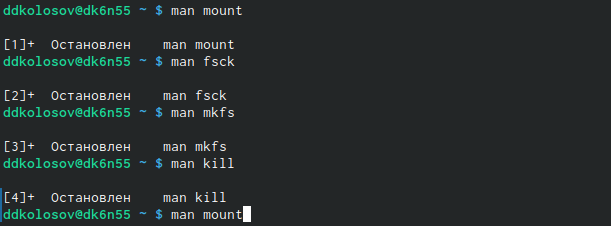 ddkolosov@dk6n55 ~ $ man mount
[1]+  Остановлен    man mount
ddkolosov@dk6n55 ~ $ man fsck
[2]+  Остановлен    man fsck
ddkolosov@dk6n55 ~ $ man mkfs
[3]+  Остановлен    man mkfs
ddkolosov@dk6n55 ~ $ man kill
[4]+  Остановлен    man kill
ddkolosov@dk6n55 ~ $ man mount